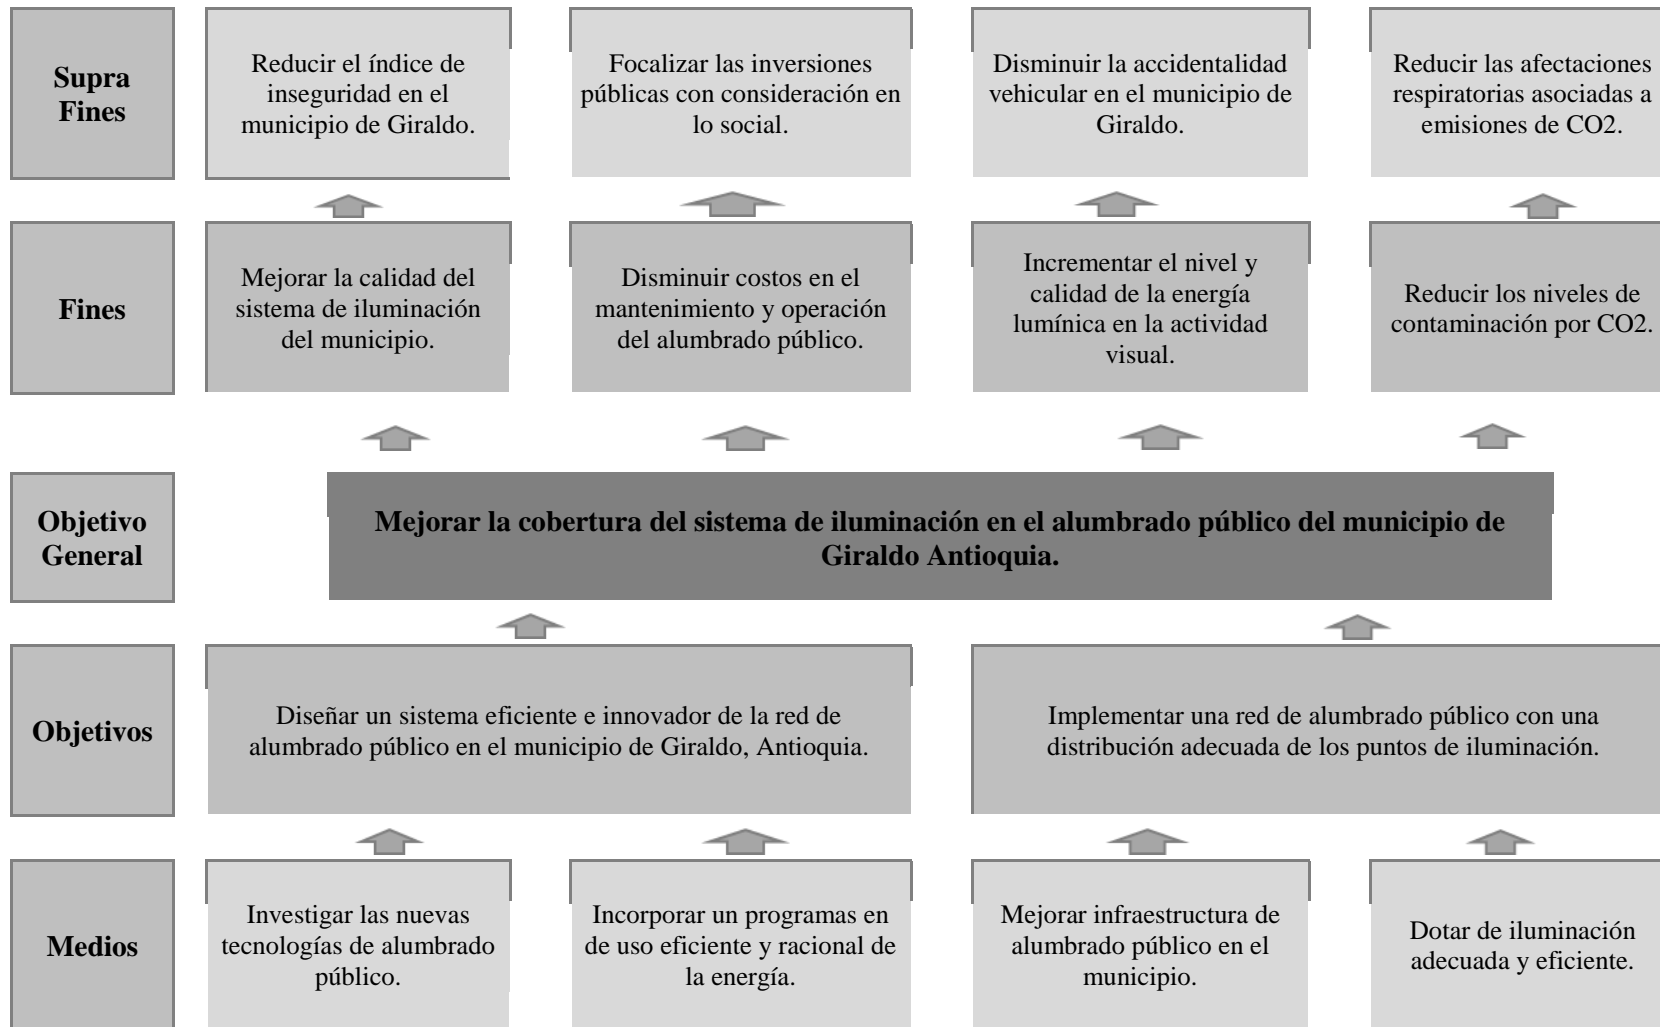 Supra
Fines
Reducir el índice de
inseguridad en el
municipio de Giraldo.
Focalizar las inversiones
públicas con consideración en
lo social.
Disminuir la accidentalidad
vehicular en el municipio de
Giraldo.
Reducir las afectaciones
respiratorias asociadas a
emisiones de CO2.
Fines
Mejorar la calidad del
sistema de iluminación
del municipio.
Disminuir costos en el
mantenimiento y operación
del alumbrado público.
Incrementar el nivel y
calidad de la energía
lumínica en la actividad
visual.
Reducir los niveles de
contaminación por CO2.
Objetivo
General
Mejorar la cobertura del sistema de iluminación en el alumbrado público del municipio de
Giraldo Antioquia.
Objetivos
Diseñar un sistema eficiente e innovador de la red de
alumbrado público en el municipio de Giraldo, Antioquia.
Implementar una red de alumbrado público con una
distribución adecuada de los puntos de iluminación.
Medios
Investigar las nuevas
tecnologías de alumbrado
público.
Incorporar un programas en
de uso eficiente y racional de
la energía.
Mejorar infraestructura de
alumbrado público en el
municipio.
Dotar de iluminación
adecuada y eficiente.